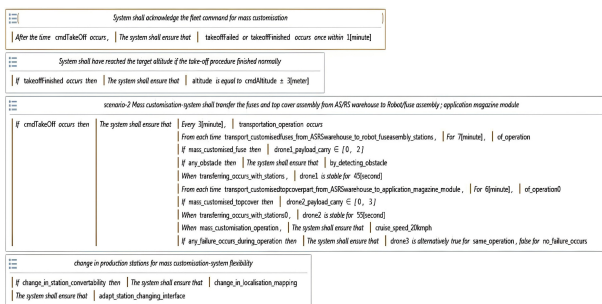 System shall acknowledge the fleet command for mass customisation
After the time cmdTakeOff occurs, The system shall ensure that takeoffFailed or takeoffFinished occurs once within 1[minute]
System shall have reached the target altitude if the take-off procedure finished normally
If takeoffFinished occurs then The system shall ensure that altitude is equal to cmdAltitude ± 3[meter]
scenario-2 Mass customisation-system shall transfer the fuses and top cover assembly from AS/RS warehouse to Robot/fuse assembly ; application magazine module
If cmdTakeOff occurs then The system shall ensure that Every 3[minute], transportation_operation occurs
From each time transport_customisedfuses_from_ASRSwarehouse_to_robot_fuseasembly_stations, For 7[minute], of_operation
If mass_customised_fuse then drone1_payload_carry ∈ [0, 2]
If any_obstacle then The system shall ensure that by_detecting_obstacle
When transferring_occurs_with_stations, drone1 is stable for 45[second]
From each time transport_customisedtopcoverpart_from_ASRSwarehouse_to_application_magazine_module, For 6[minute], of_operation0
If mass_customised_topcover then drone2_payload_carry ∈ [0, 3]
When transferring_occurs_with_stations0, drone2 is stable for 55[second]
When mass_customisation_operation, The system shall ensure that cruise_speed_20kmph
If any_failure_occurs_during_operation then The system shall ensure that drone3 is alternatively true for same_operation, false for no_failure_occurs
change in production stations for mass customisation-system flexibility
If change_in_station_convertability then The system shall ensure that change_in_localisation_mapping
The system shall ensure that adapt_station_changing_interface